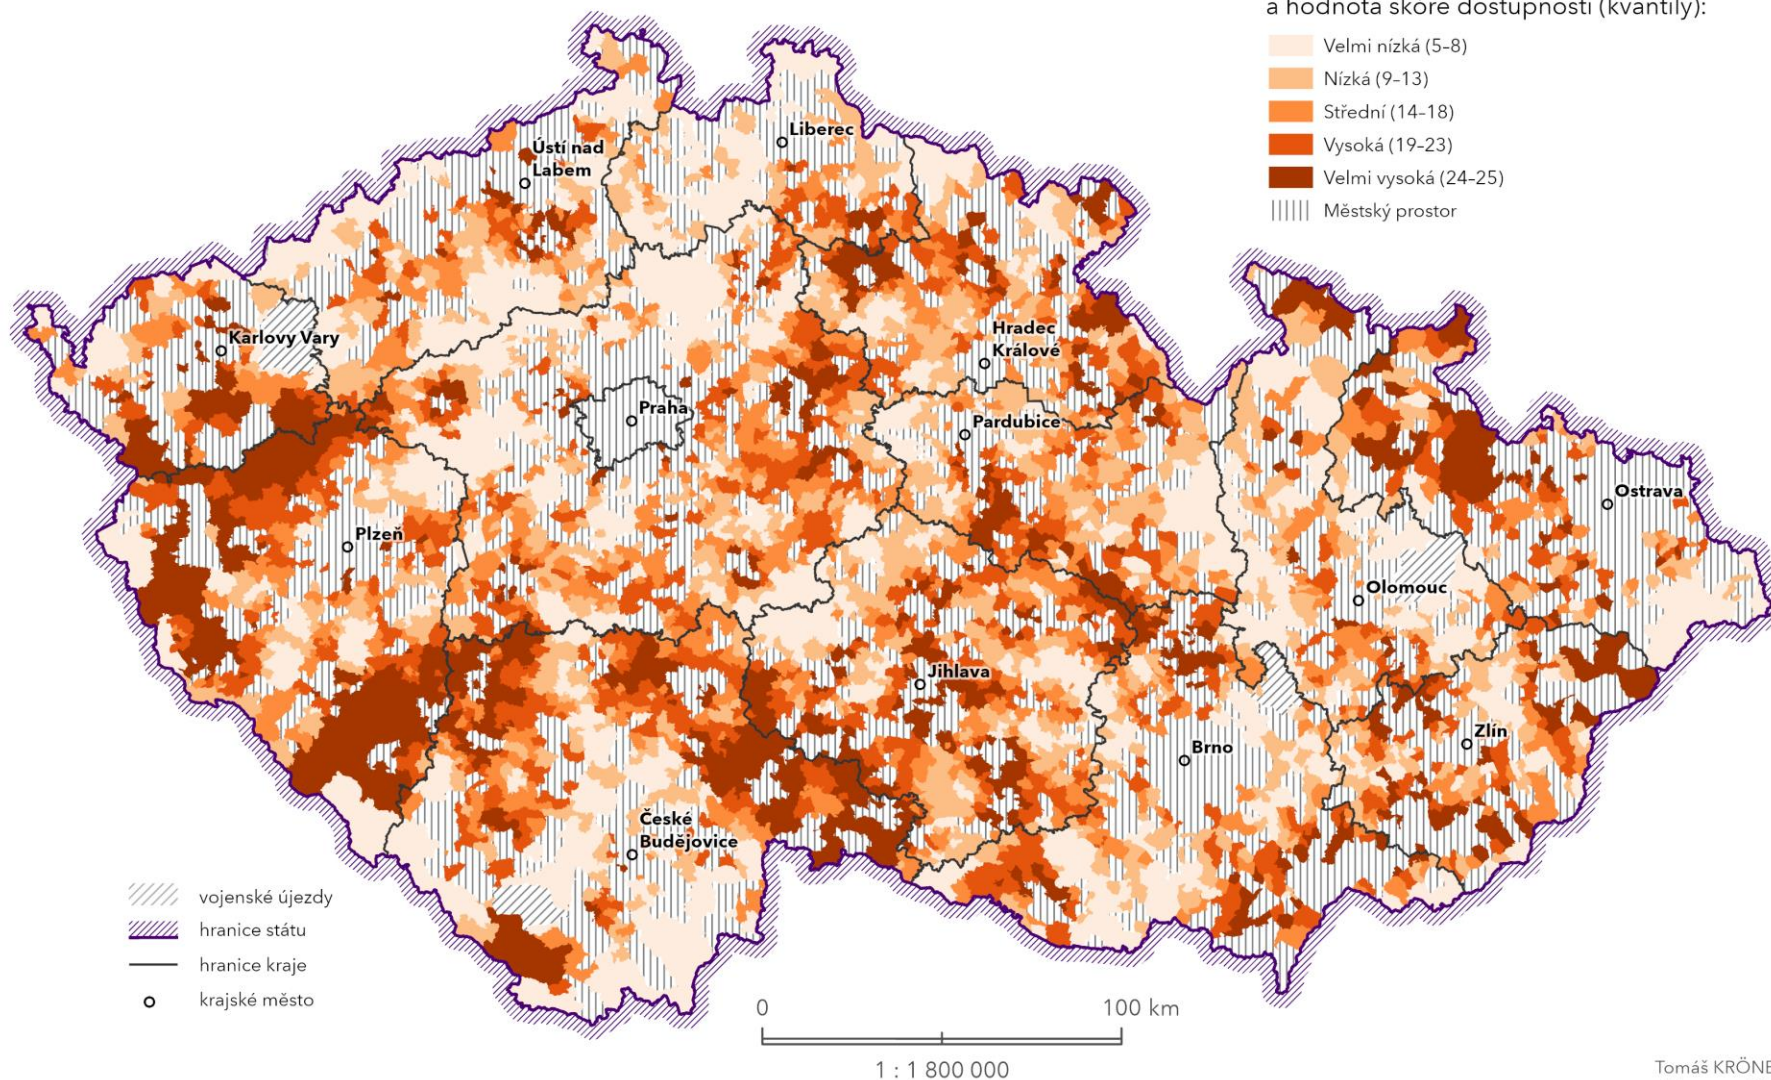 a hodnota skóre dostupnosti (kvantily):
Velmi nízká (5–8)
Nízká (9–13)
Střední (14–18)
Vysoká (19–23)
Velmi vysoká (24–25)
Městský prostor
Liberec
Ústí nad
Labem
Karlovy Vary
Hradec
Králové
Praha
Pardubice
Ostrava
Plzeň
Olomouc
Jihlava
Zlín
Brno
České
Budějovice
vojenské újezdy
hranice státu
hranice kraje
krajské město
0
100 km
1 : 1 800 000
Tomáš